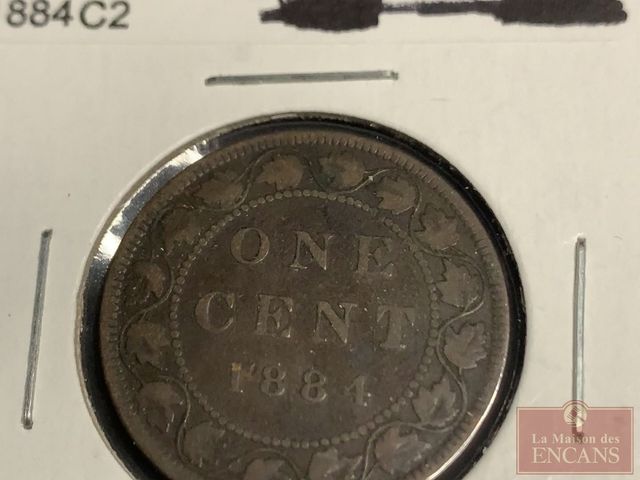 884C2
ONE
CENT
1884
La Maison des
ENCANS